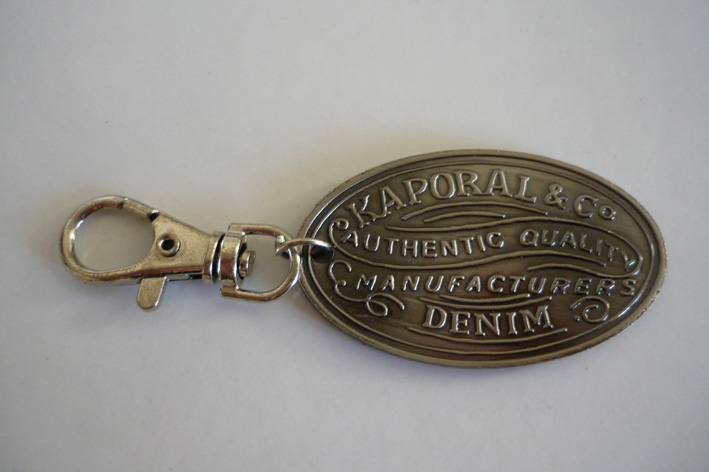 KAPORAL & Co
AUTHENTIC QUALITY
MANUFACTURERS
DENIM